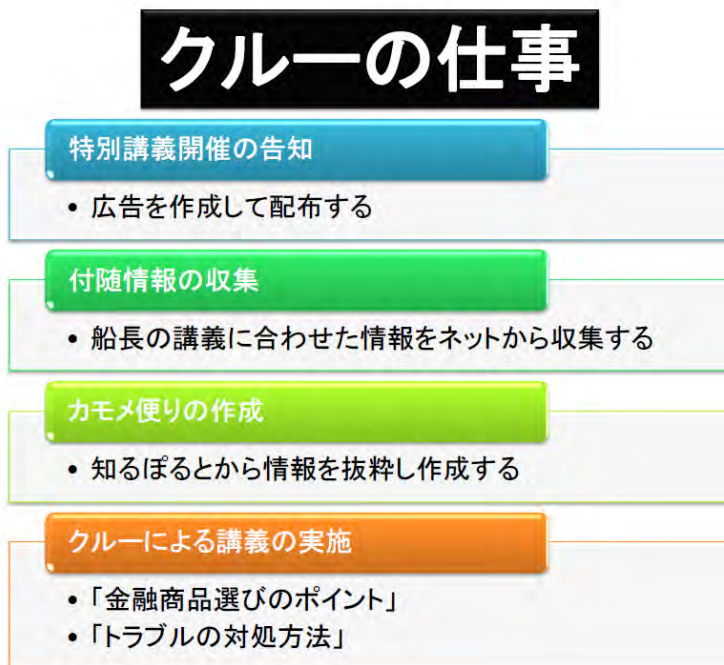 クルーの仕事
特別講義開催の告知
• 広告を作成して配布する
付随情報の収集
• 船長の講義に合わせた情報をネットから収集する
カモメ便りの作成
• 知るぽるとから情報を抜粋し作成する
クルーによる講義の実施
• 「金融商品選びのポイント」
• 「トラブルの対処方法」